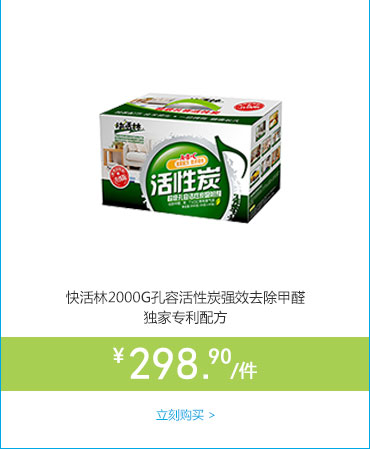 快活林
活性炭
快活林2000G孔容活性炭强效去除甲醛
独家专利配方
¥298.90/件
立刻购买 >